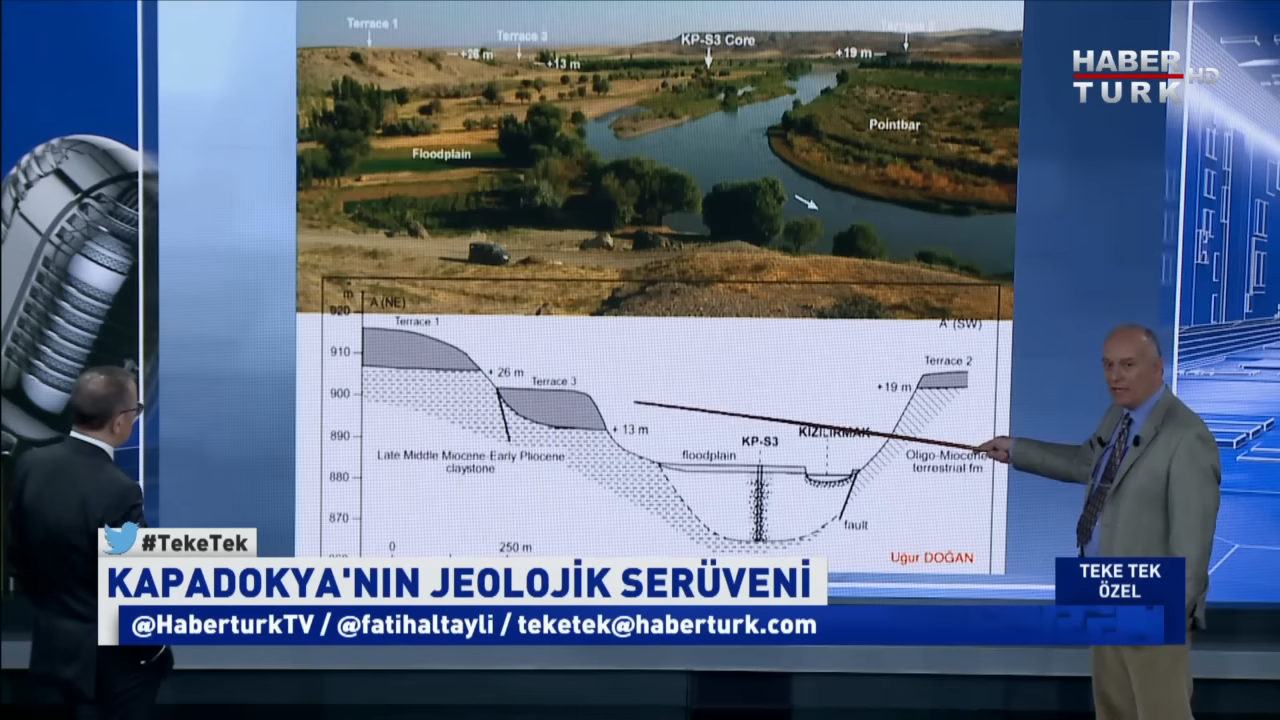 Terrace 1
Terrace 3
+26 m
+13 m
KP-S3 Core
+19 m
HABER
TURK HD
Pointbar
Floodplain
m
920
A (NE)
A' (SW)
Terrace 1
Terrace 2
910
+ 26 m
Terrace 3
+19 m
900
+ 13 m
KIZILIRMAK
890
KP-S3
floodplain
Late Middle Miocene-Early Pliocene
claystone
Oligo-Miocene
terrestrial fm
880
870
fault
0
250 m
Uğur DOĞAN
#TekeTek
KAPADOKYA'NIN JEOLOJİK SERÜVENİ
TEKE TEK
ÖZEL
@HaberturkTV / @fatihaltayli / teketek@haberturk.com